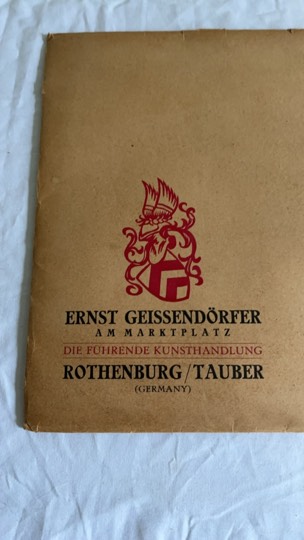 ERNST GEISSENDÖRFER
AM MARKTPLATZ
DIE FÜHRENDE KUNSTHANDLUNG
ROTHENBURG/TAUBER
(GERMANY)